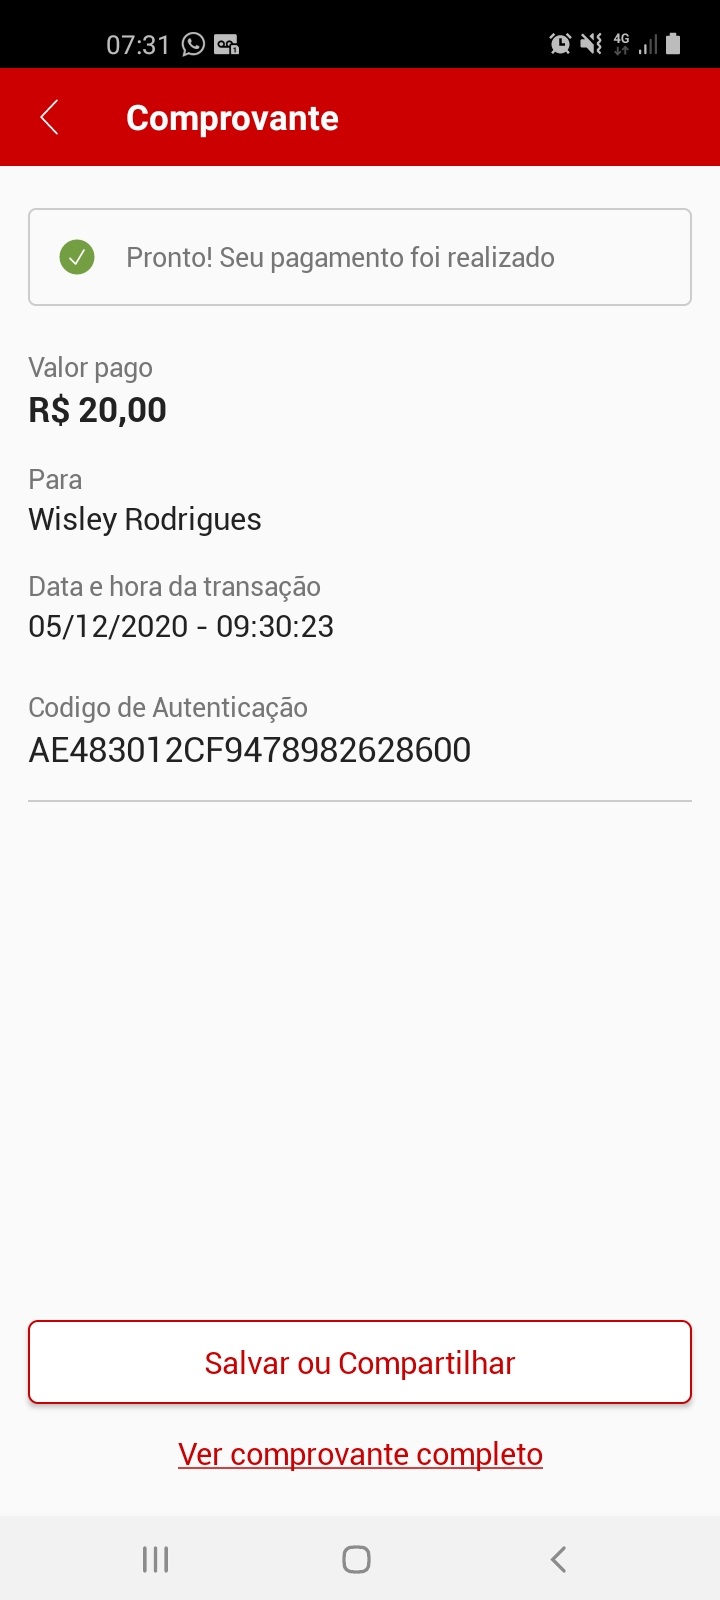 07:31
4G
Comprovante
Pronto! Seu pagamento foi realizado
Valor pago
R$ 20,00
Para
Wisley Rodrigues
Data e hora da transação
05/12/2020 - 09:30:23
Codigo de Autenticação
AE483012CF9478982628600
Salvar ou Compartilhar
Ver comprovante completo